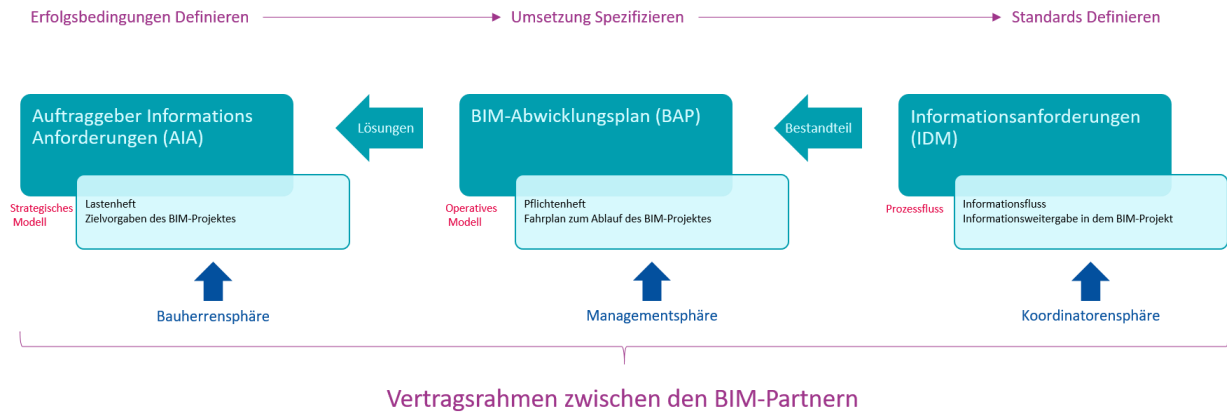 Erfolgsbedingungen Definieren
Umsetzung Spezifizieren
Standards Definieren
Auftraggeber Informations
Anforderungen (AIA)
Lösungen
BIM-Abwicklungsplan (BAP)
Bestandteil
Informationsanforderungen
(IDM)
Strategisches
Modell
Lastenheft
Zielvorgaben des BIM-Projektes
Operatives
Modell
Pflichtenheft
Fahrplan zum Ablauf des BIM-Projektes
Prozessfluss
Informationsfluss
Informationsweitergabe in dem BIM-Projekt
Bauherrensphäre
Managementsphäre
Koordinatorensphäre
Vertragsrahmen zwischen den BIM-Partnern